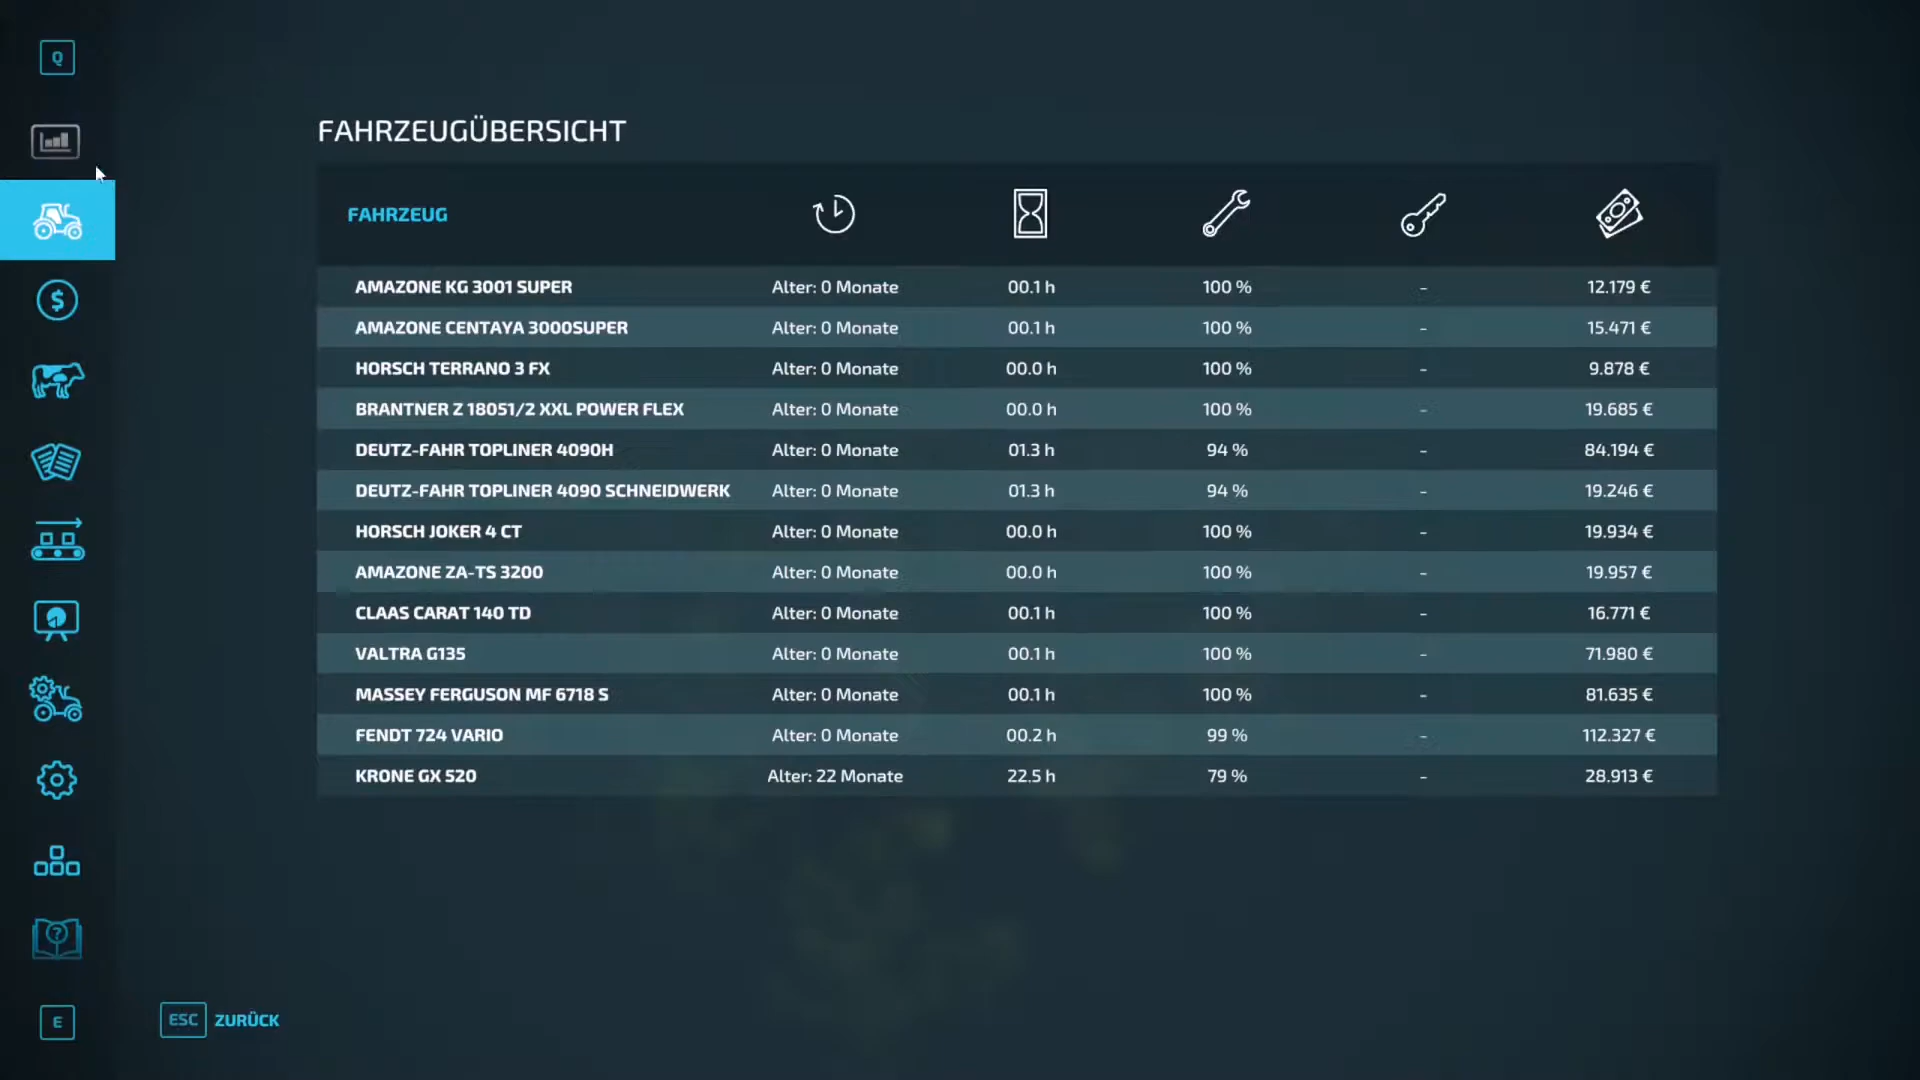 Q
FAHRZEUGÜBERSICHT
FAHRZEUG
AMAZONE KG 3001 SUPER Alter: 0 Monate 00.1 h 100 % - 12.179 €
AMAZONE CENTAYA 3000SUPER Alter: 0 Monate 00.1 h 100 % - 15.471 €
HORSCH TERRANO 3 FX Alter: 0 Monate 00.0 h 100 % - 9.878 €
BRANTNER Z 18051/2 XXL POWER FLEX Alter: 0 Monate 00.0 h 100 % - 19.685 €
DEUTZ-FAHR TOPLINER 4090H Alter: 0 Monate 01.3 h 94 % - 84.194 €
DEUTZ-FAHR TOPLINER 4090 SCHNEIDWERK Alter: 0 Monate 01.3 h 94 % - 19.246 €
HORSCH JOKER 4 CT Alter: 0 Monate 00.0 h 100 % - 19.934 €
AMAZONE ZA-TS 3200 Alter: 0 Monate 00.0 h 100 % - 19.957 €
CLAAS CARAT 140 TD Alter: 0 Monate 00.1 h 100 % - 16.771 €
VALTRA G135 Alter: 0 Monate 00.1 h 100 % - 71.980 €
MASSEY FERGUSON MF 6718 S Alter: 0 Monate 00.1 h 100 % - 81.635 €
FENDT 724 VARIO Alter: 0 Monate 00.2 h 99 % - 112.327 €
KRONE GX 520 Alter: 22 Monate 22.5 h 79 % - 28.913 €
E
ESC ZURÜCK